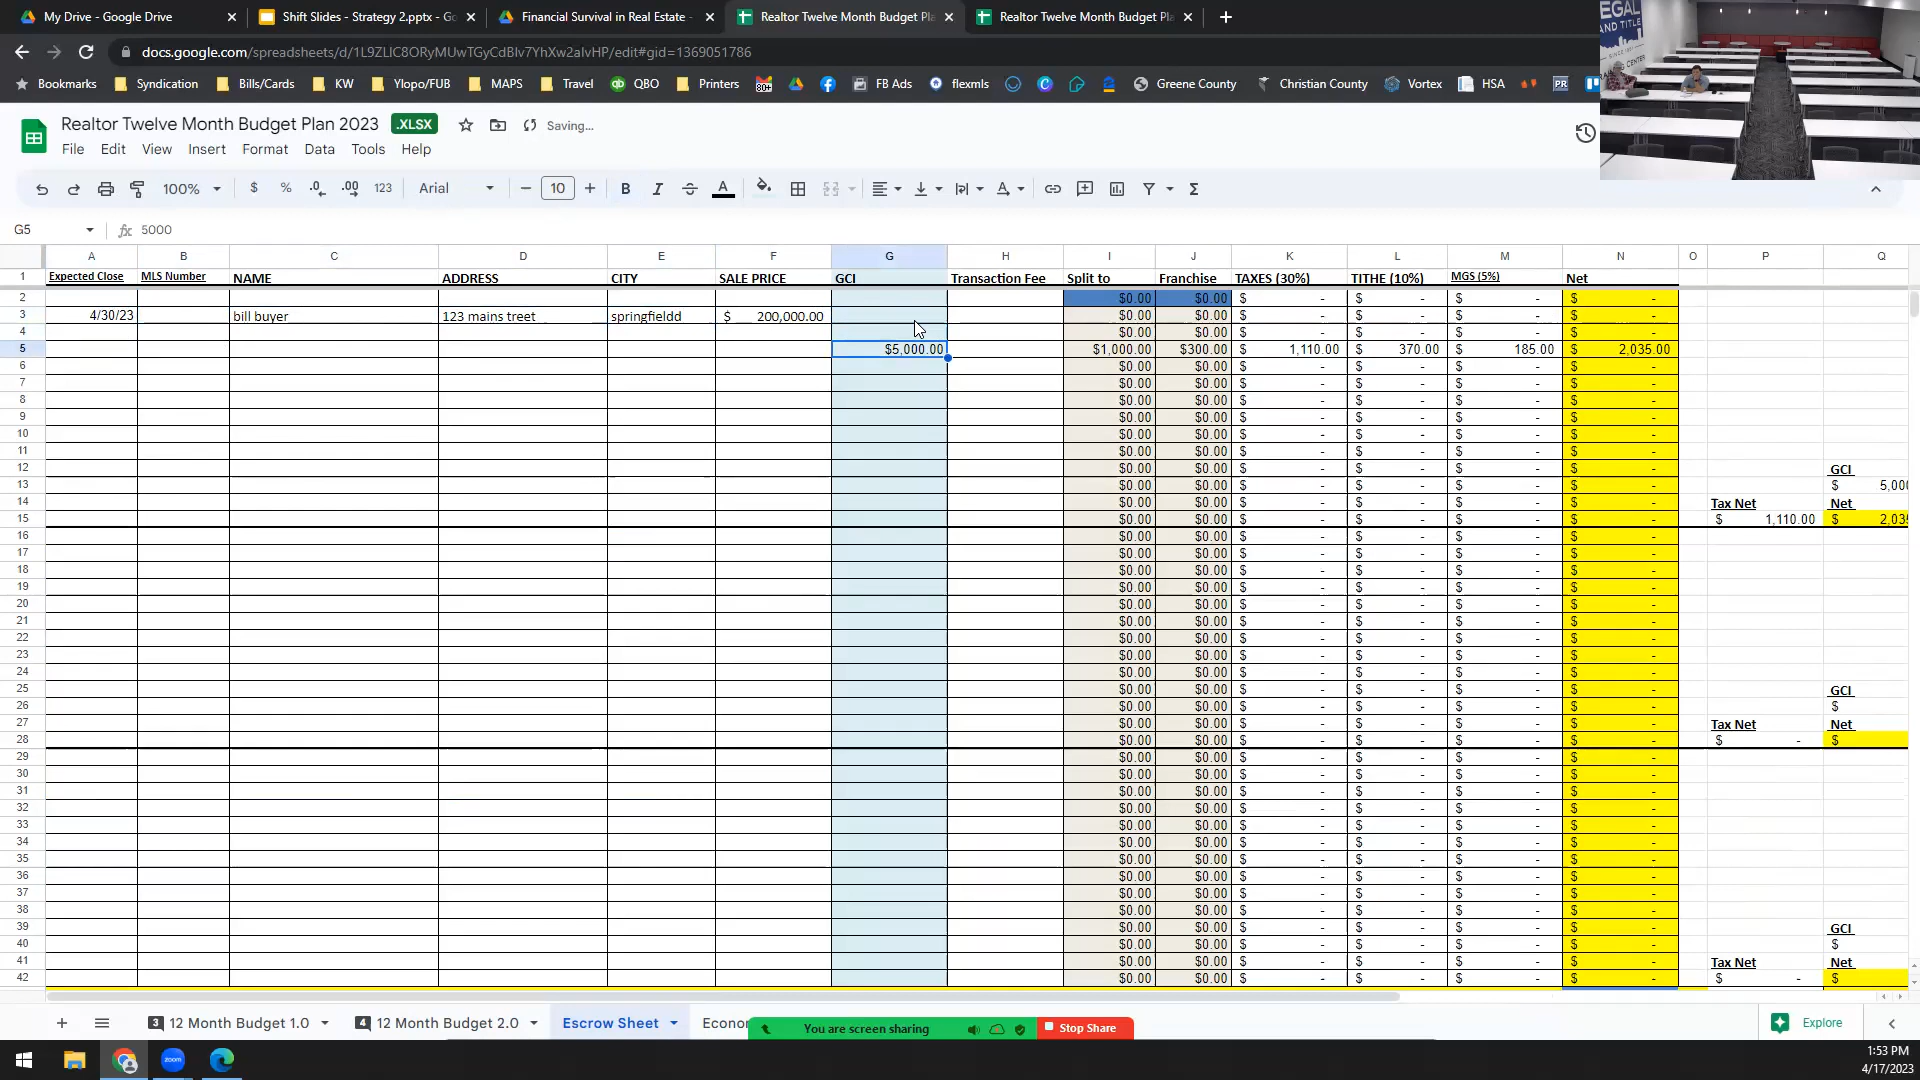 My Drive - Google Drive
Shift Slides - Strategy 2.pptx - Go
Financial Survival in Real Estate -
Realtor Twelve Month Budget Pla
Realtor Twelve Month Budget Pla
docs.google.com/spreadsheets/d/1L9ZLlC8ORyMUwTGyCdBlv7YhXw2alvHP/edit#gid=1369051786
Bookmarks Syndication Bills/Cards KW Ylopo/FUB MAPS Travel QBO Printers 80+ FB Ads flexmls Greene County Christian County Vortex HSA PR
EGAL
AND TITLE
Realtor Twelve Month Budget Plan 2023 .XLSX Saving...
File Edit View Insert Format Data Tools Help
100% $ % .0 .00 123 Arial 10 B I S A
G5 fx 5000
A B C D E F G H I J K L M N O P Q
1 Expected Close MLS Number NAME ADDRESS CITY SALE PRICE GCI Transaction Fee Split to Franchise TAXES (30%) TITHE (10%) MGS (5%) Net
2 $0.00 $0.00 $ - $ - $ - $ -
3 4/30/23 bill buyer 123 mains treet springfieldd $ 200,000.00 $0.00 $0.00 $ - $ - $ - $ -
4 $0.00 $0.00 $ - $ - $ - $ -
5 $5,000.00 $1,000.00 $300.00 $ 1,110.00 $ 370.00 $ 185.00 $ 2,035.00
6 $0.00 $0.00 $ - $ - $ - $ -
7 $0.00 $0.00 $ - $ - $ - $ -
8 $0.00 $0.00 $ - $ - $ - $ -
9 $0.00 $0.00 $ - $ - $ - $ -
10 $0.00 $0.00 $ - $ - $ - $ -
11 $0.00 $0.00 $ - $ - $ - $ -
12 $0.00 $0.00 $ - $ - $ - $ - GCI
13 $0.00 $0.00 $ - $ - $ - $ - $ 5,000
14 $0.00 $0.00 $ - $ - $ - $ - Tax Net Net
15 $0.00 $0.00 $ - $ - $ - $ - $ 1,110.00 $ 2,035
16 $0.00 $0.00 $ - $ - $ - $ -
17 $0.00 $0.00 $ - $ - $ - $ -
18 $0.00 $0.00 $ - $ - $ - $ -
19 $0.00 $0.00 $ - $ - $ - $ -
20 $0.00 $0.00 $ - $ - $ - $ -
21 $0.00 $0.00 $ - $ - $ - $ -
22 $0.00 $0.00 $ - $ - $ - $ -
23 $0.00 $0.00 $ - $ - $ - $ -
24 $0.00 $0.00 $ - $ - $ - $ -
25 $0.00 $0.00 $ - $ - $ - $ - GCI
26 $0.00 $0.00 $ - $ - $ - $ - $
27 $0.00 $0.00 $ - $ - $ - $ - Tax Net Net
28 $0.00 $0.00 $ - $ - $ - $ - $ - $
29 $0.00 $0.00 $ - $ - $ - $ -
30 $0.00 $0.00 $ - $ - $ - $ -
31 $0.00 $0.00 $ - $ - $ - $ -
32 $0.00 $0.00 $ - $ - $ - $ -
33 $0.00 $0.00 $ - $ - $ - $ -
34 $0.00 $0.00 $ - $ - $ - $ -
35 $0.00 $0.00 $ - $ - $ - $ -
36 $0.00 $0.00 $ - $ - $ - $ -
37 $0.00 $0.00 $ - $ - $ - $ -
38 $0.00 $0.00 $ - $ - $ - $ -
39 $0.00 $0.00 $ - $ - $ - $ - GCI
40 $0.00 $0.00 $ - $ - $ - $ - $
41 $0.00 $0.00 $ - $ - $ - $ - Tax Net Net
42 $0.00 $0.00 $ - $ - $ - $ - $ - $
3 12 Month Budget 1.0 4 12 Month Budget 2.0 Escrow Sheet Econo Explore
You are screen sharing Stop Share
zoom
1:53 PM
4/17/2023